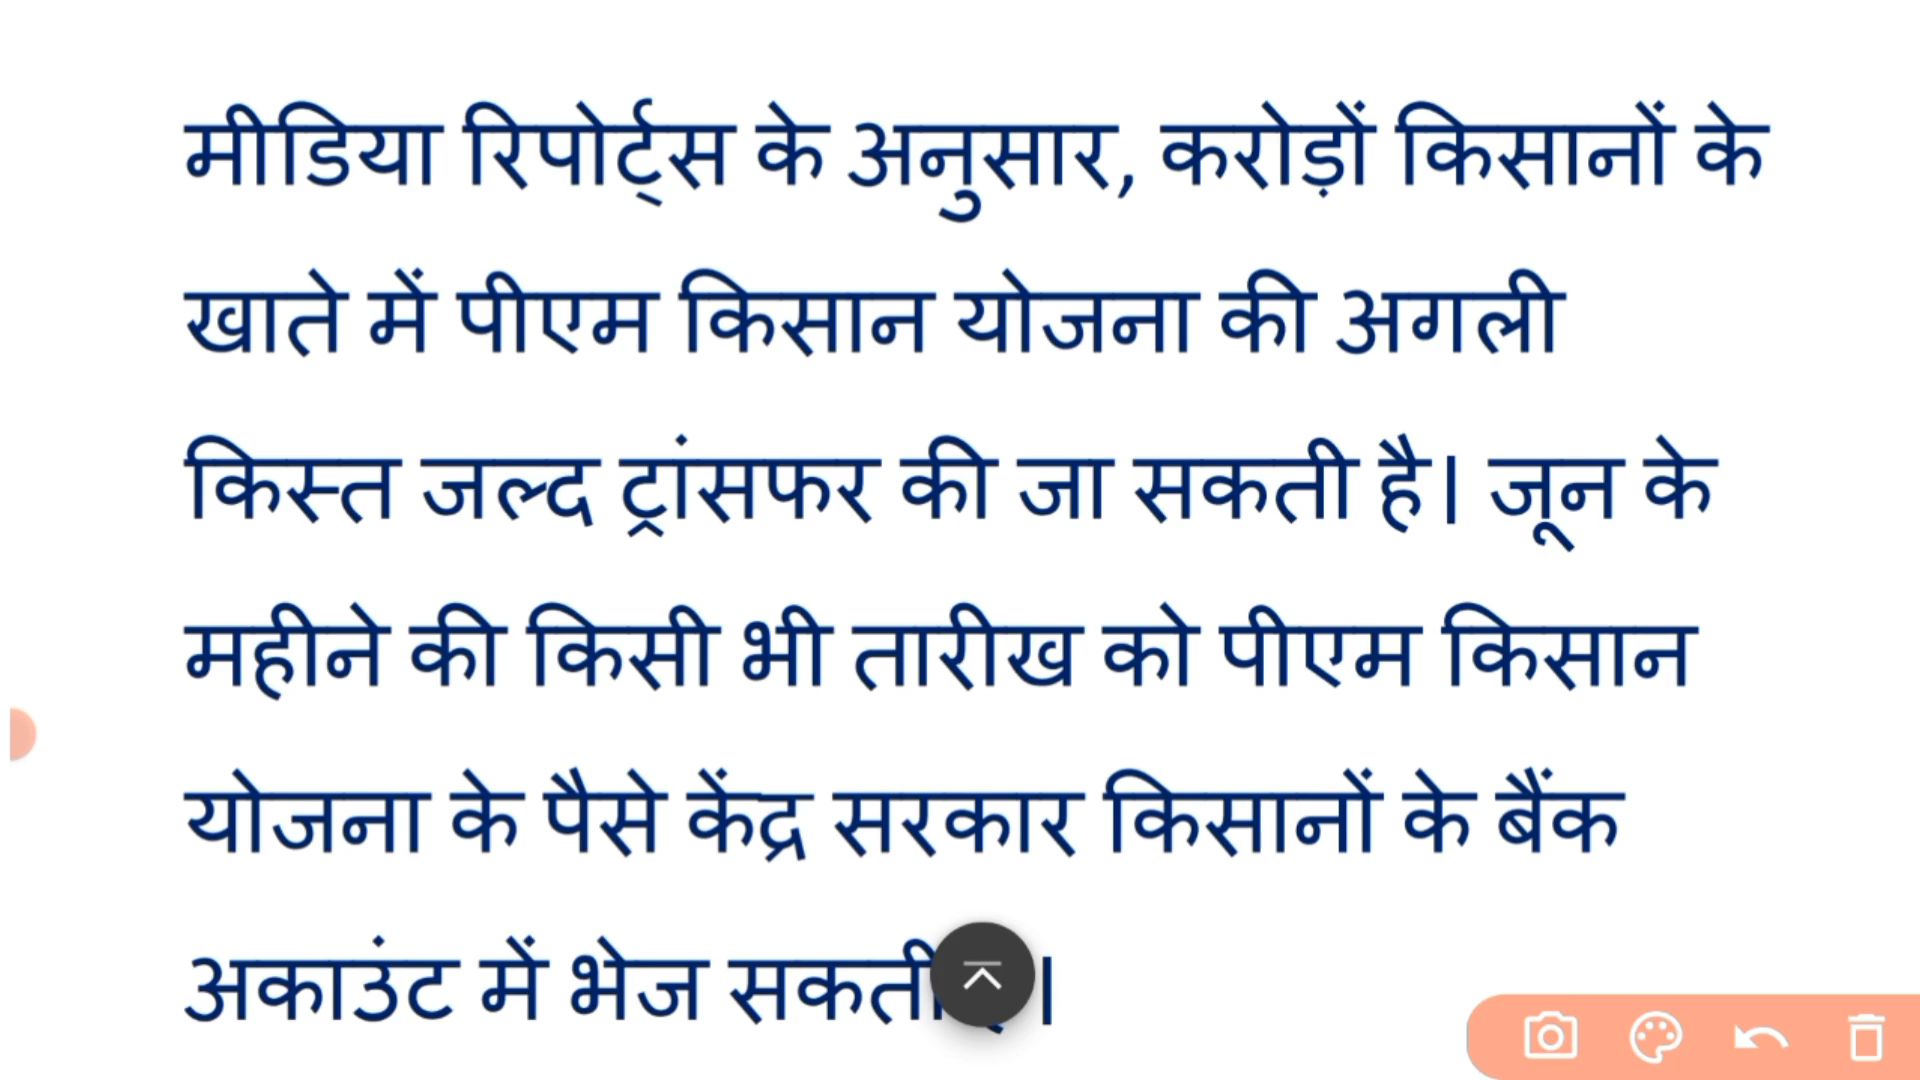 मीडिया रिपोर्ट्स के अनुसार, करोड़ों किसानों के
खाते में पीएम किसान योजना की अगली
किस्त जल्द ट्रांसफर की जा सकती है। जून के
महीने की किसी भी तारीख को पीएम किसान
योजना के पैसे केंद्र सरकार किसानों के बैंक
अकाउंट में भेज सकती ।